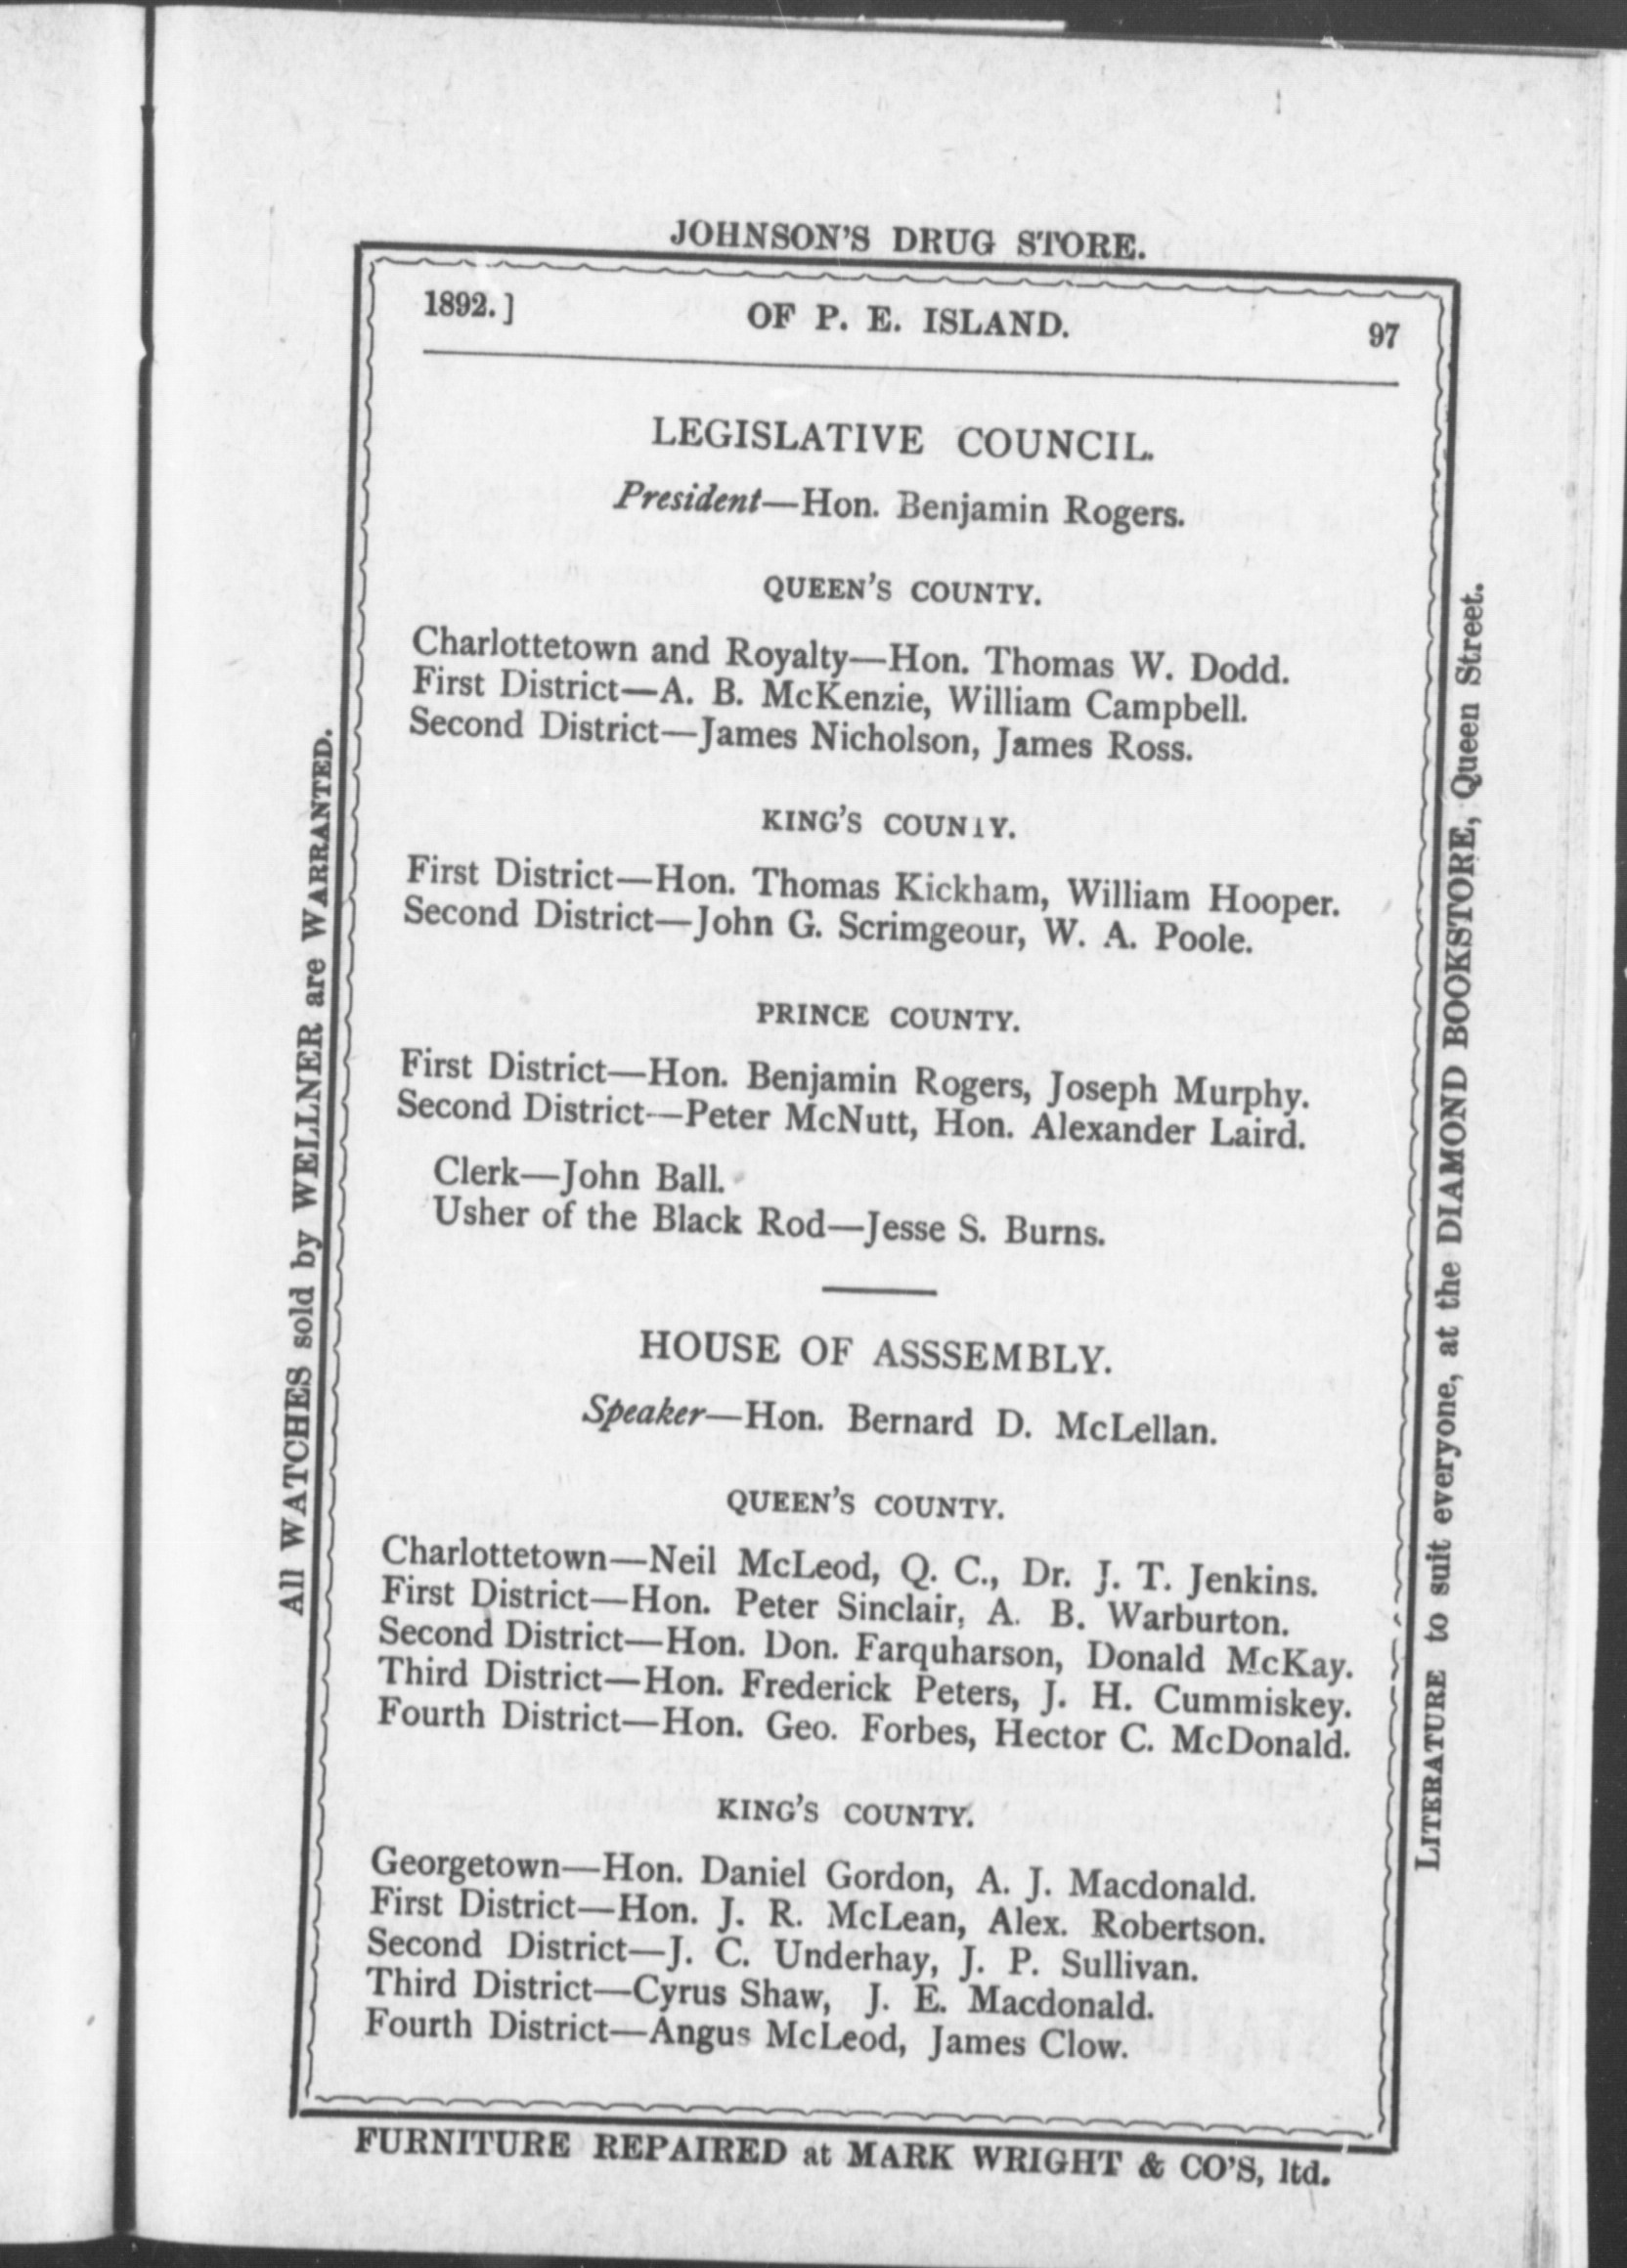 JOHNSON'S DRUG STORE.
1892.] OF P. E. ISLAND. 97
LEGISLATIVE COUNCIL.
President—Hon. Benjamin Rogers.
QUEEN'S COUNTY.
Charlottetown and Royalty—Hon. Thomas W. Dodd.
First District—A. B. McKenzie, William Campbell.
Second District—James Nicholson, James Ross.
KING'S COUNTY.
First District—Hon. Thomas Kickham, William Hooper.
Second District—John G. Scrimgeour, W. A. Poole.
PRINCE COUNTY.
First District—Hon. Benjamin Rogers, Joseph Murphy.
Second District—Peter McNutt, Hon. Alexander Laird.
Clerk—John Ball.
Usher of the Black Rod—Jesse S. Burns.
HOUSE OF ASSSEMBLY.
Speaker—Hon. Bernard D. McLellan.
QUEEN'S COUNTY.
Charlottetown—Neil McLeod, Q. C., Dr. J. T. Jenkins.
First District—Hon. Peter Sinclair, A. B. Warburton.
Second District—Hon. Don. Farquharson, Donald McKay.
Third District—Hon. Frederick Peters, J. H. Cummiskey.
Fourth District—Hon. Geo. Forbes, Hector C. McDonald.
KING'S COUNTY.
Georgetown—Hon. Daniel Gordon, A. J. Macdonald.
First District—Hon. J. R. McLean, Alex. Robertson.
Second District—J. C. Underhay, J. P. Sullivan.
Third District—Cyrus Shaw, J. E. Macdonald.
Fourth District—Angus McLeod, James Clow.
FURNITURE REPAIRED at MARK WRIGHT & CO'S, ltd.
All WATCHES sold by WELLNER are WARRANTED.
LITERATURE to suit everyone, at the DIAMOND BOOKSTORE, Queen Street.